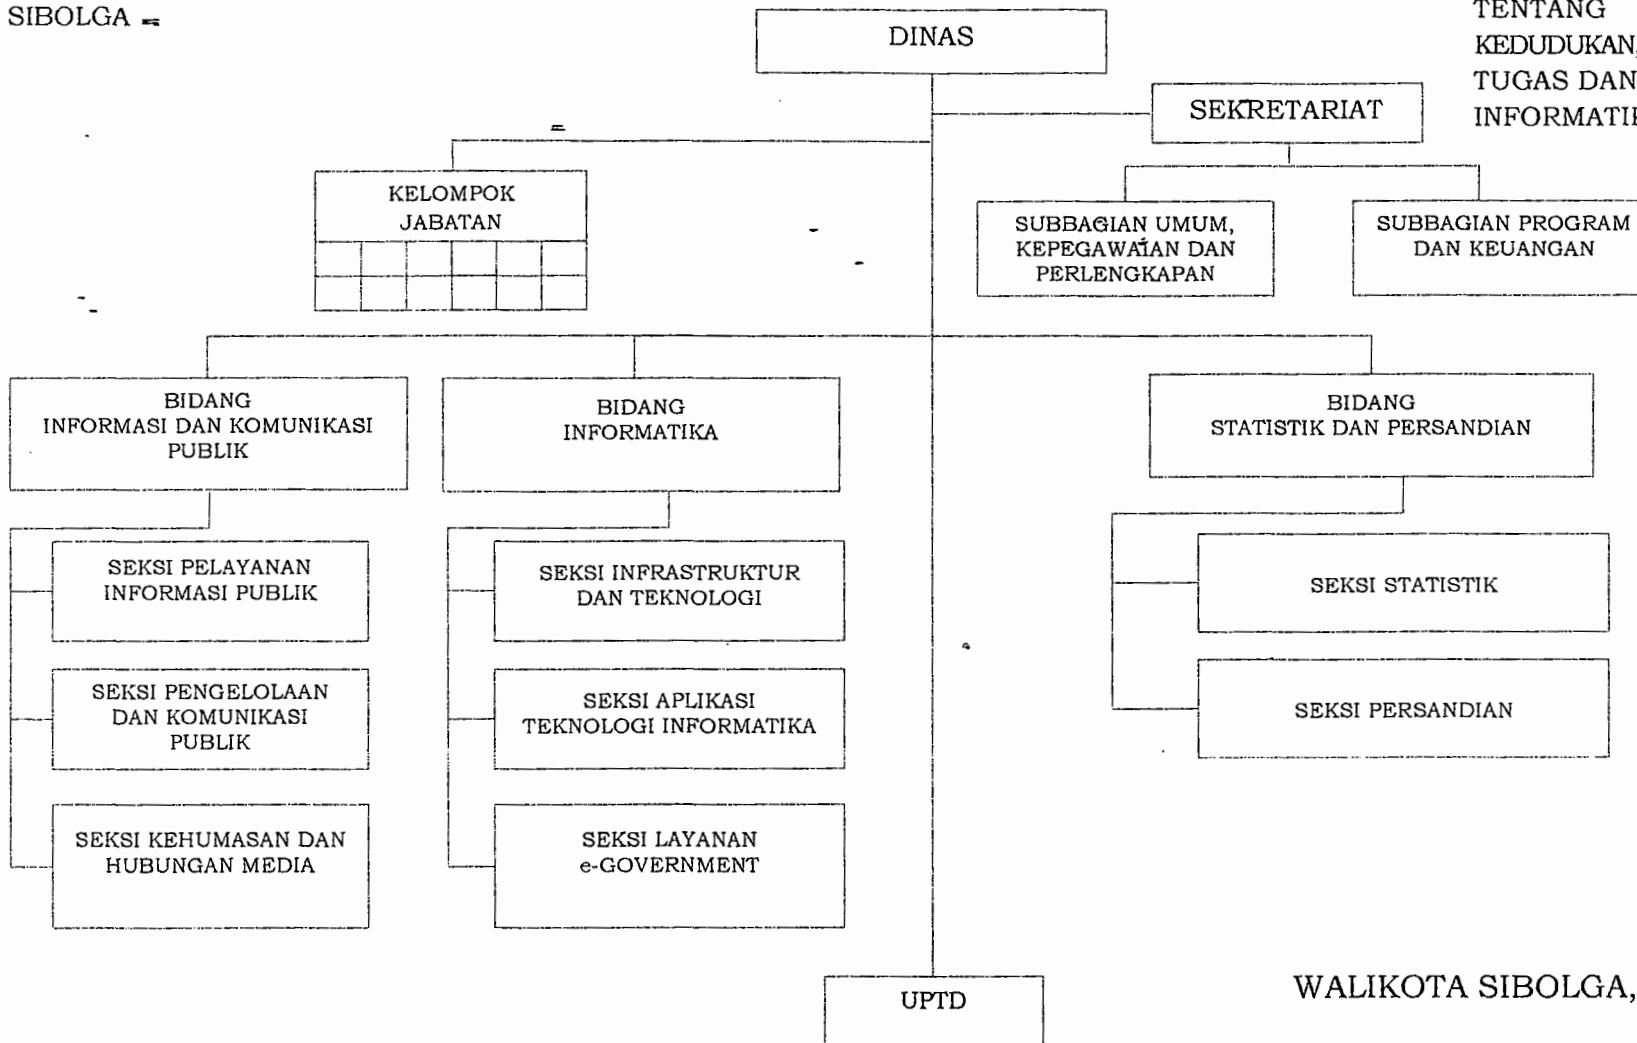 SIBOLGA
TENTANG
KEDUDUKAN,
TUGAS DAN
DINAS
SEKRETARIAT
KELOMPOK
JABATAN
SUBBAGIAN UMUM,
KEPEGAWAIAN DAN
PERLENGKAPAN
SUBBAGIAN PROGRAM
DAN KEUANGAN
BIDANG
INFORMASI DAN KOMUNIKASI
PUBLIK
BIDANG
INFORMATIKA
BIDANG
STATISTIK DAN PERSANDIAN
SEKSI PELAYANAN
INFORMASI PUBLIK
SEKSI PENGELOLAAN
DAN KOMUNIKASI
PUBLIK
SEKSI KEHUMASAN DAN
HUBUNGAN MEDIA
SEKSI INFRASTRUKTUR
DAN TEKNOLOGI
SEKSI APLIKASI
TEKNOLOGI INFORMATIKA
SEKSI LAYANAN
e-GOVERNMENT
SEKSI STATISTIK
SEKSI PERSANDIAN
UPTD
WALIKOTA SIBOLGA,